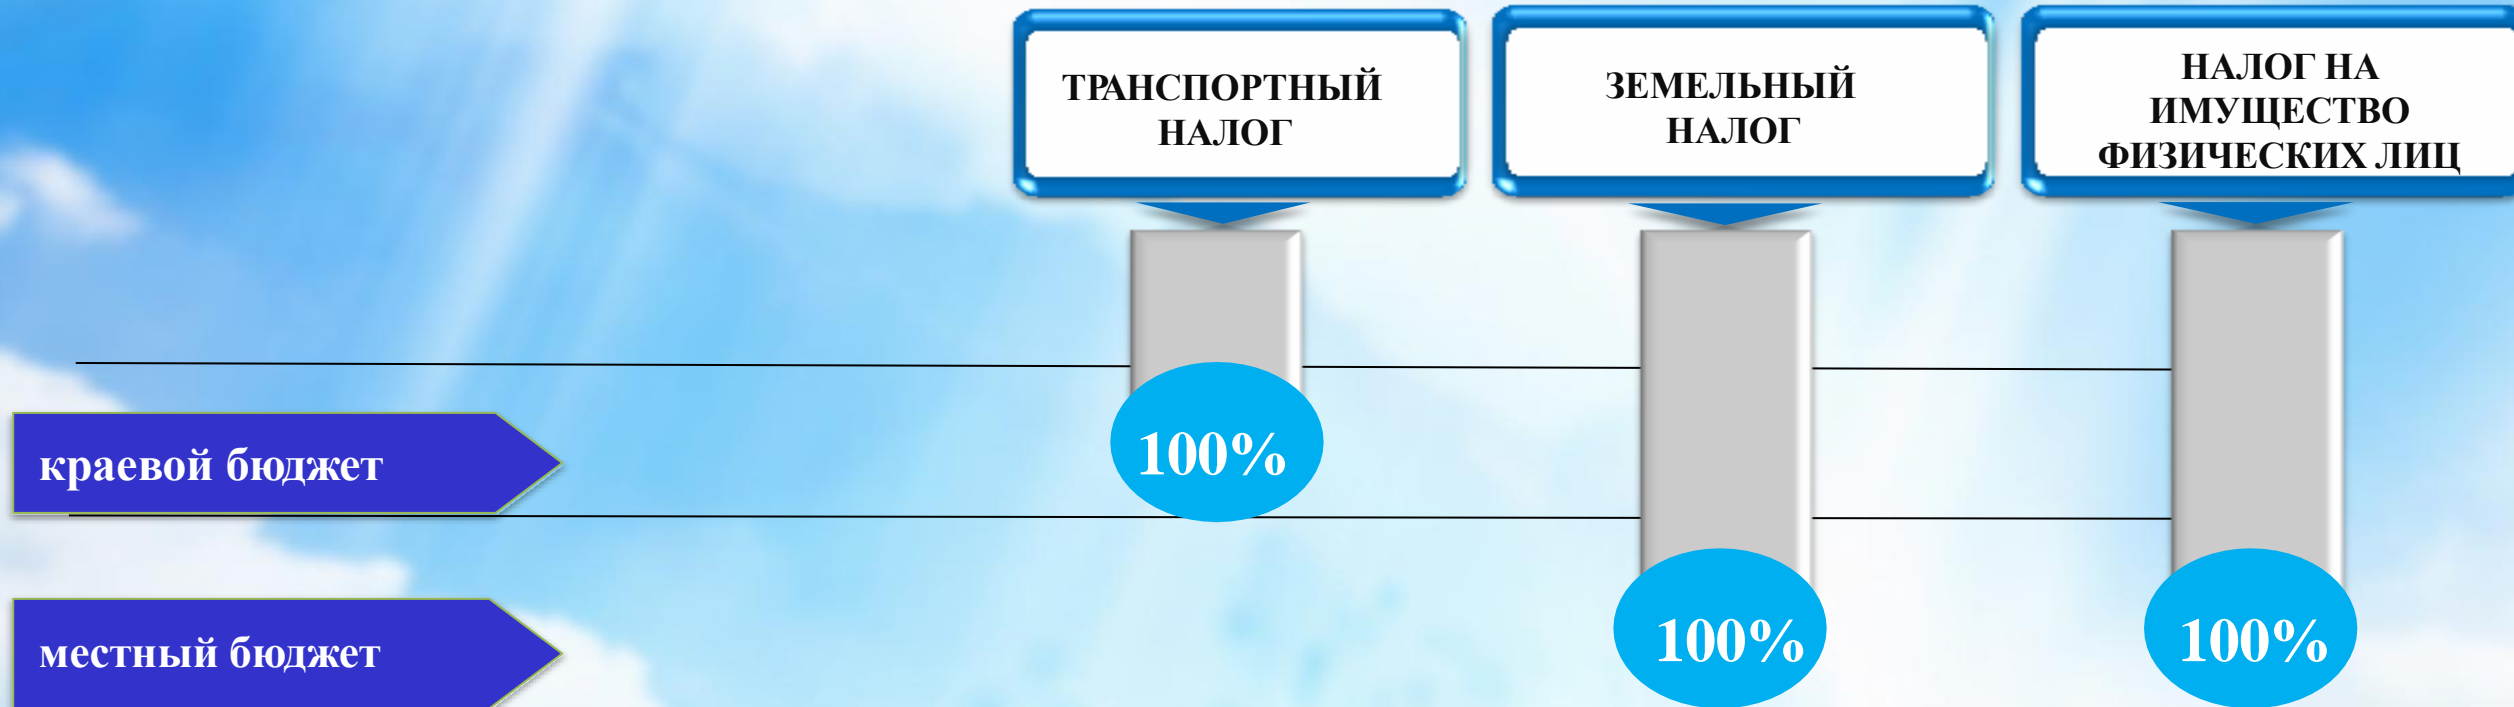 ТРАНСПОРТНЫЙ
НАЛОГ
ЗЕМЕЛЬНЫЙ
НАЛОГ
НАЛОГ НА
ИМУЩЕСТВО
ФИЗИЧЕСКИХ ЛИЦ
краевой бюджет
100%
местный бюджет
100%
100%